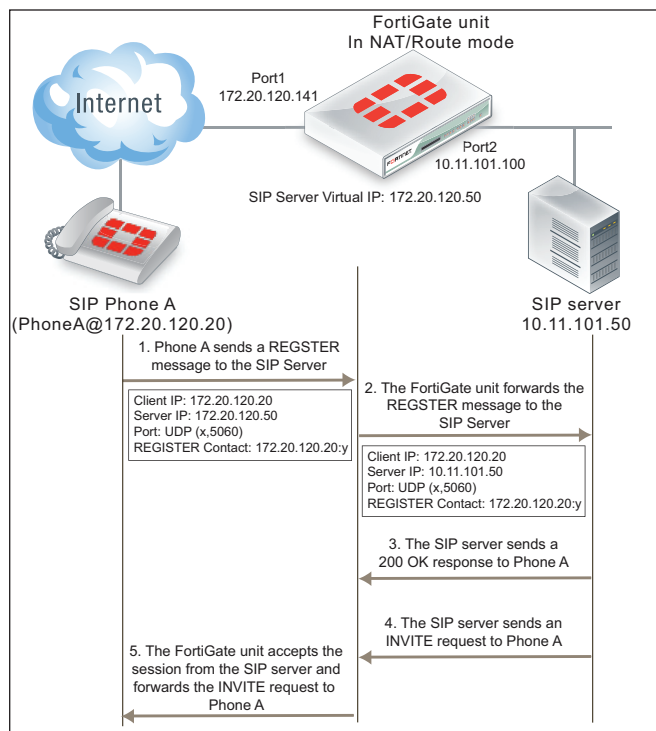 FortiGate unit
In NAT/Route mode
Port1
172.20.120.141
Internet
FORTINET
Port2
10.11.101.100
SIP Server Virtual IP: 172.20.120.50
SIP Phone A
(PhoneA@172.20.120.20)
SIP server
10.11.101.50
1. Phone A sends a REGSTER
message to the SIP Server
Client IP: 172.20.120.20
Server IP: 172.20.120.50
Port: UDP (x,5060)
REGISTER Contact: 172.20.120.20:y
2. The FortiGate unit forwards the
REGSTER message to the
SIP Server
Client IP: 172.20.120.20
Server IP: 10.11.101.50
Port: UDP (x,5060)
REGISTER Contact: 172.20.120.20:y
3. The SIP server sends a
200 OK response to Phone A
4. The SIP server sends an
INVITE request to Phone A
5. The FortiGate unit accepts the
session from the SIP server and
forwards the INVITE request to
Phone A